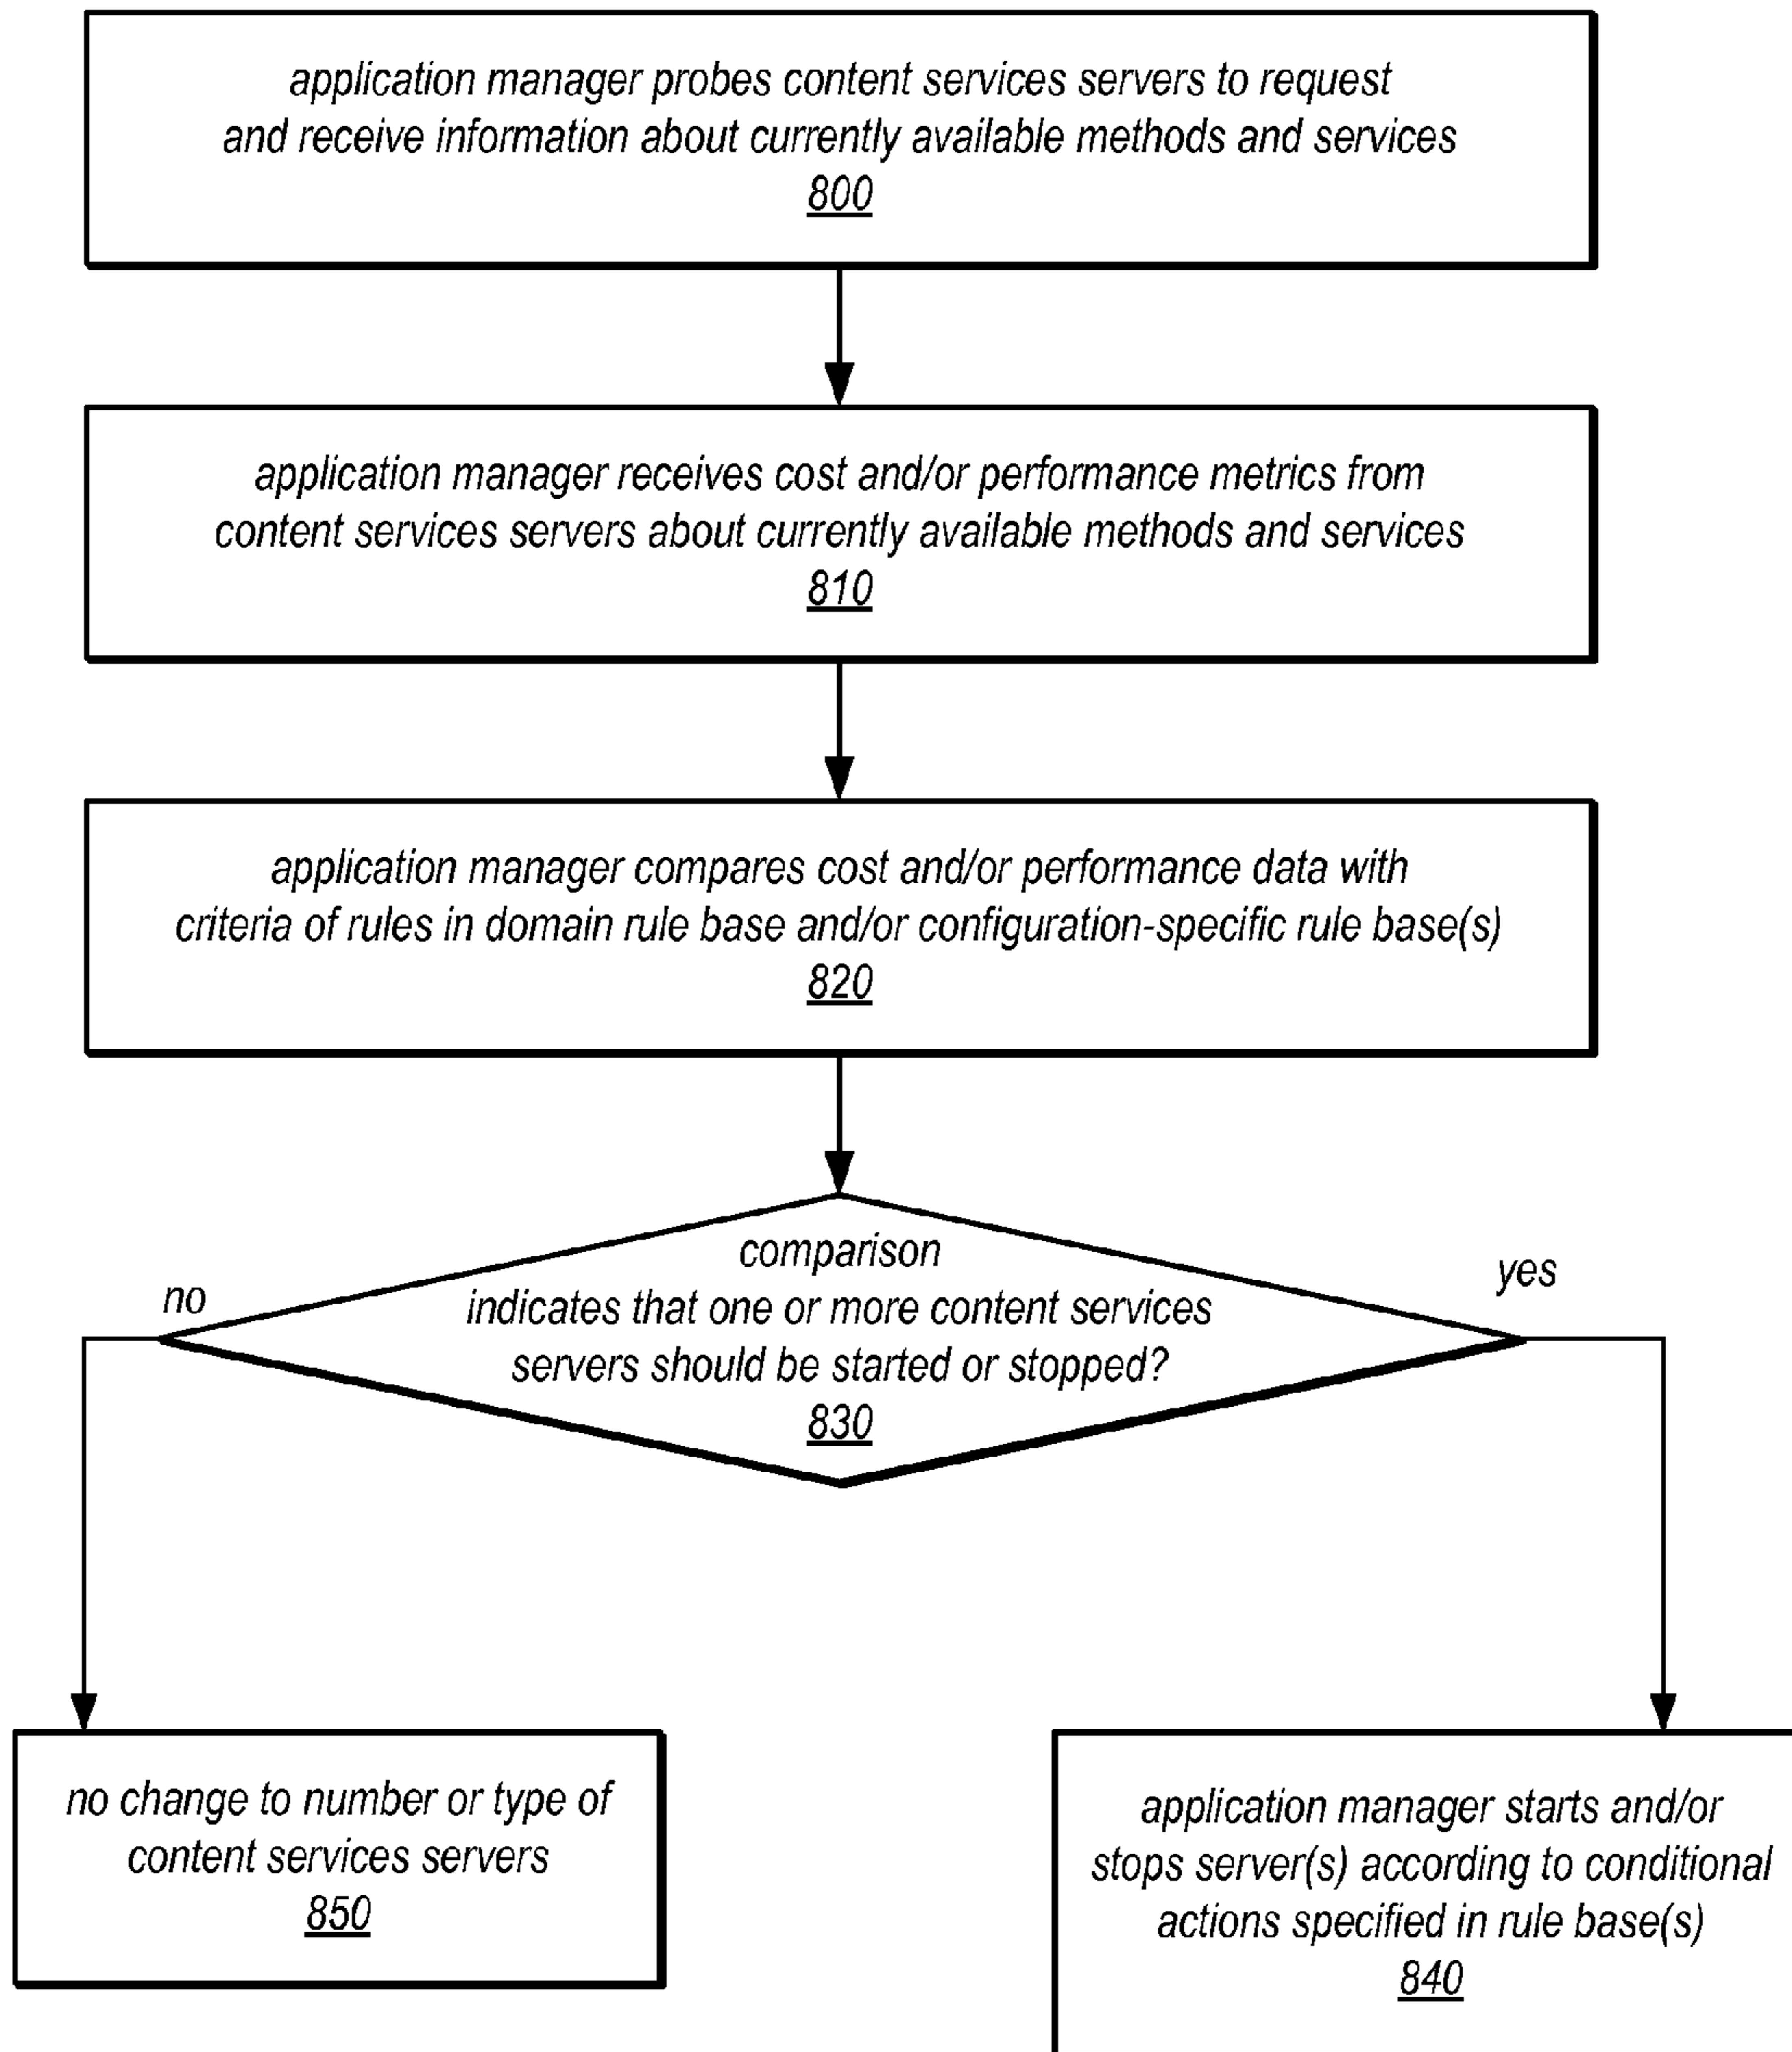 application manager probes content services servers to request
and receive information about currently available methods and services
800
application manager receives cost and/or performance metrics from
content services servers about currently available methods and services
810
application manager compares cost and/or performance data with
criteria of rules in domain rule base and/or configuration-specific rule base(s)
820
comparison
indicates that one or more content services
servers should be started or stopped?
830
no
yes
no change to number or type of
content services servers
850
application manager starts and/or
stops server(s) according to conditional
actions specified in rule base(s)
840